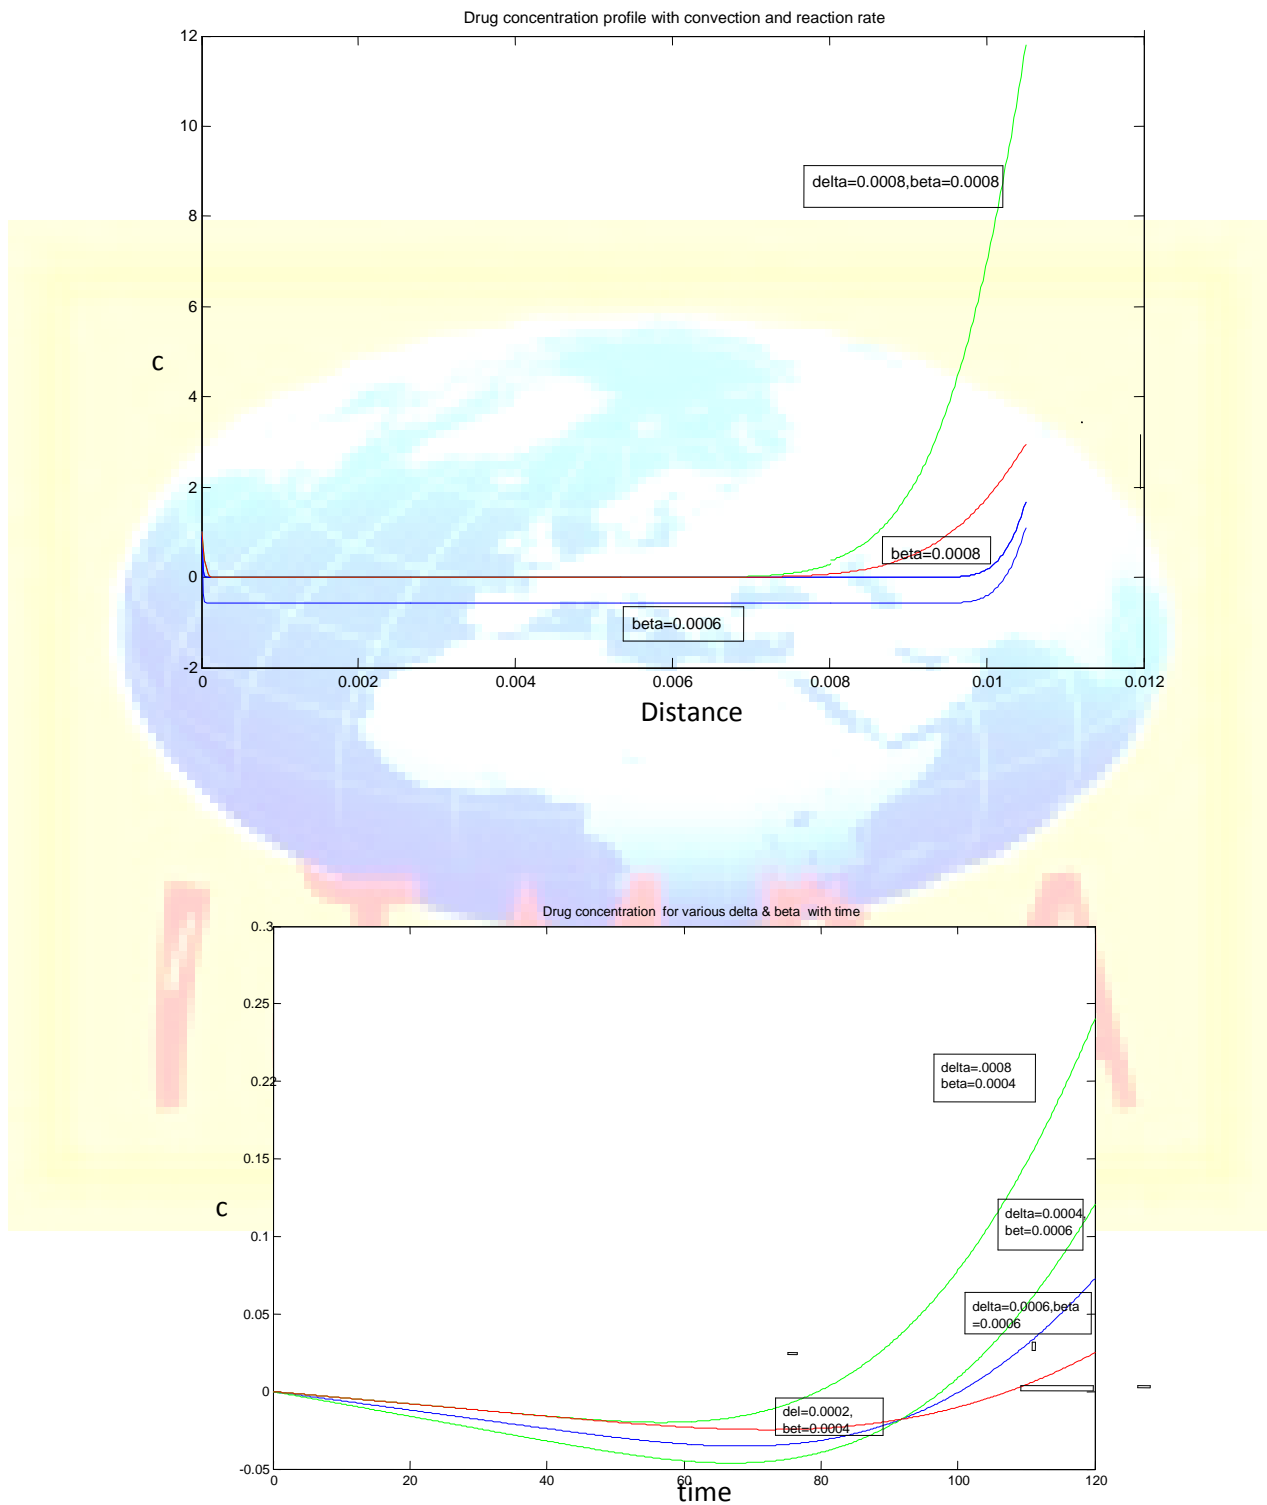 Drug concentration profile with convection and reaction rate
12
10
8
6
4
2
0
-2
c
delta=0.0008,beta=0.0008
beta=0.0008
beta=0.0006
0 0.002 0.004 0.006 0.008 0.01 0.012
Distance
Drug concentration for various delta & beta with time
0.3
0.25
0.22
0.15
0.1
0.05
0
-0.05
c
delta=.0008
beta=0.0004
delta=0.0004,
bet=0.0006
delta=0.0006,beta
=0.0006
del=0.0002,
bet=0.0004
0 20 40 60 80 100 120
time